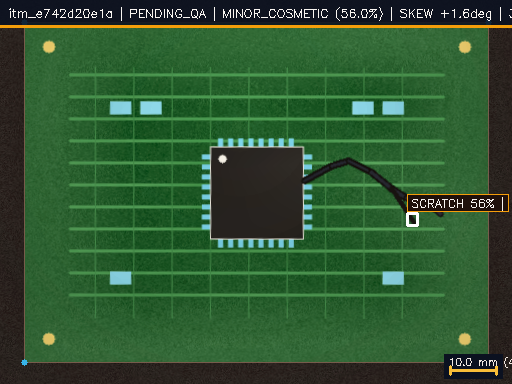 itm_e742d20e1a | PENDING_QA | MINOR_COSMETIC (56.0%) | SKEW +1.6deg |
SCRATCH 56% |
10.0 mm